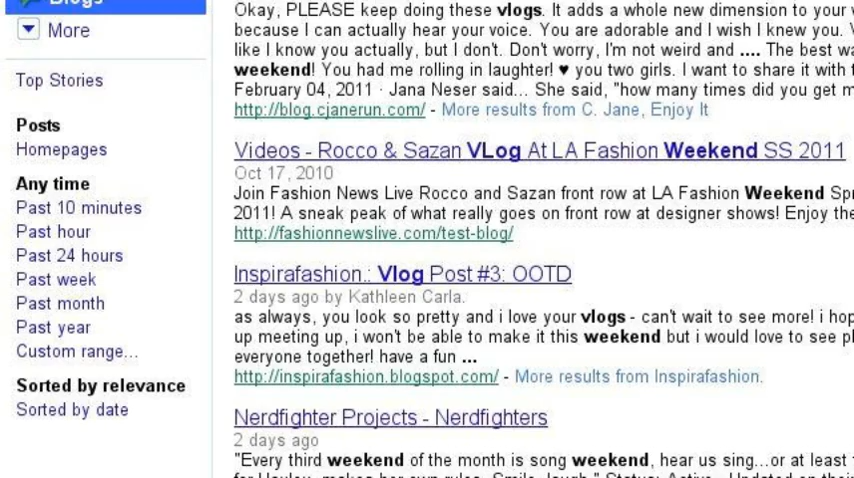 Blogs
More
Top Stories
Posts
Homepages
Any time
Past 10 minutes
Past hour
Past 24 hours
Past week
Past month
Past year
Custom range...
Sorted by relevance
Sorted by date
Okay, PLEASE keep doing these vlogs. It adds a whole new dimension to your
because I can actually hear your voice. You are adorable and I wish I knew you.
like I know you actually, but I don't. Don't worry, I'm not weird and .... The best
weekend! You had me rolling in laughter! ♥ you two girls. I want to share it with
February 04, 2011 · Jana Neser said... She said, "how many times did you get
http://blog.cjanerun.com/ - More results from C. Jane, Enjoy It
Videos - Rocco & Sazan VLog At LA Fashion Weekend SS 2011
Oct 17, 2010
Join Fashion News Live Rocco and Sazan front row at LA Fashion Weekend
2011! A sneak peak of what really goes on front row at designer shows! Enjoy
http://fashionnewslive.com/test-blog/
Inspirafashion.: Vlog Post #3: OOTD
2 days ago by Kathleen Carla.
as always, you look so pretty and i love your vlogs - can't wait to see more! i
up meeting up, i won't be able to make it this weekend but i would love to see
everyone together! have a fun ...
http://inspirafashion.blogspot.com/ - More results from Inspirafashion.
Nerdfighter Projects - Nerdfighters
2 days ago
"Every third weekend of the month is song weekend, hear us sing...or at least